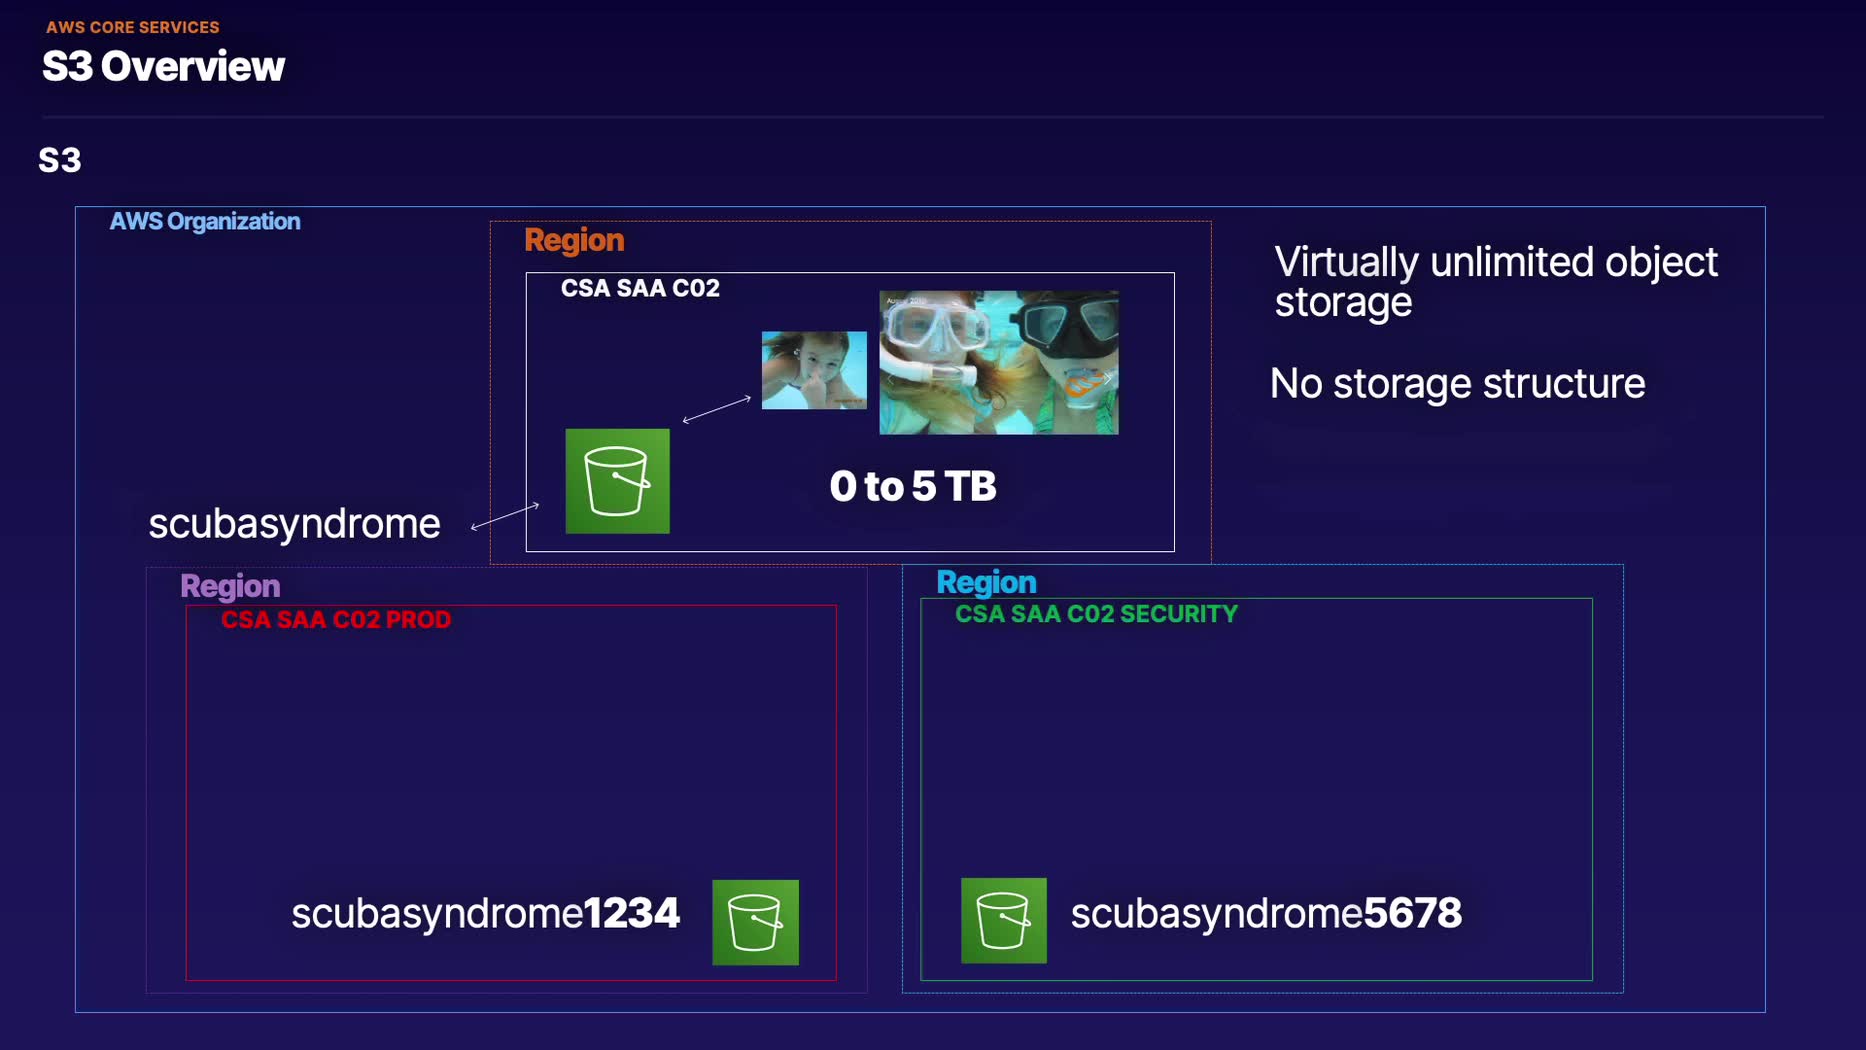 AWS CORE SERVICES
S3 Overview
S3
AWS Organization
Region
CSA SAA C02
Virtually unlimited object
storage
No storage structure
0 to 5 TB
scubasyndrome
Region
CSA SAA C02 PROD
scubasyndrome1234
Region
CSA SAA C02 SECURITY
scubasyndrome5678